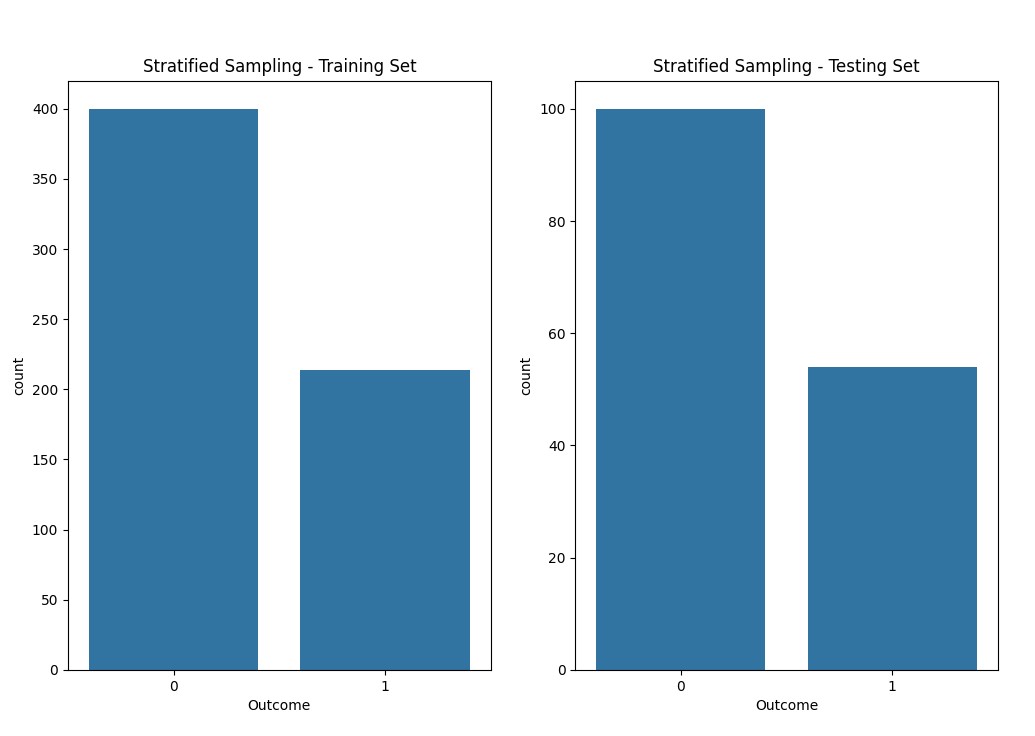 Stratified Sampling - Training Set
400
350
300
250
200
150
100
50
0
count
0 1
Outcome
Stratified Sampling - Testing Set
100
80
60
40
20
0
count
0 1
Outcome